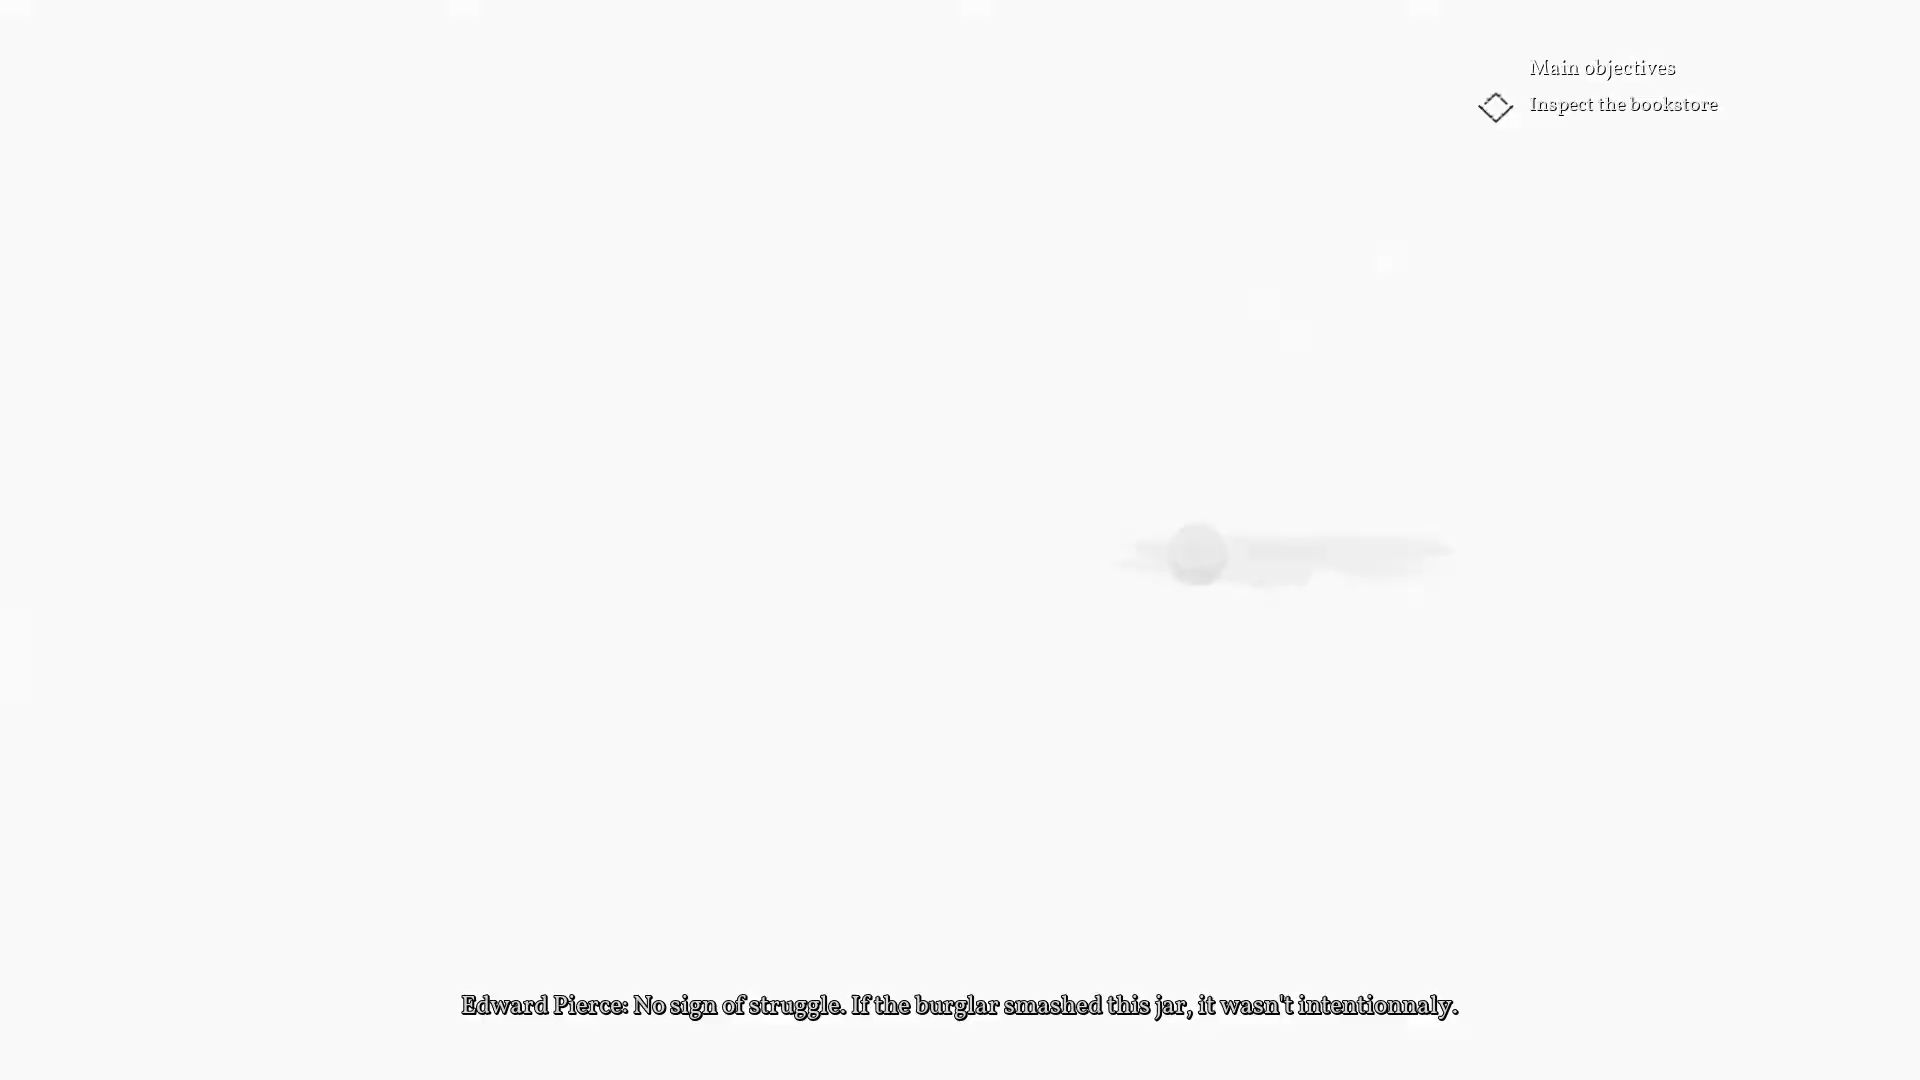 Main objectives
Inspect the bookstore
Edward Pierce: No sign of struggle. If the burglar smashed this jar, it wasn't intentionnaly.